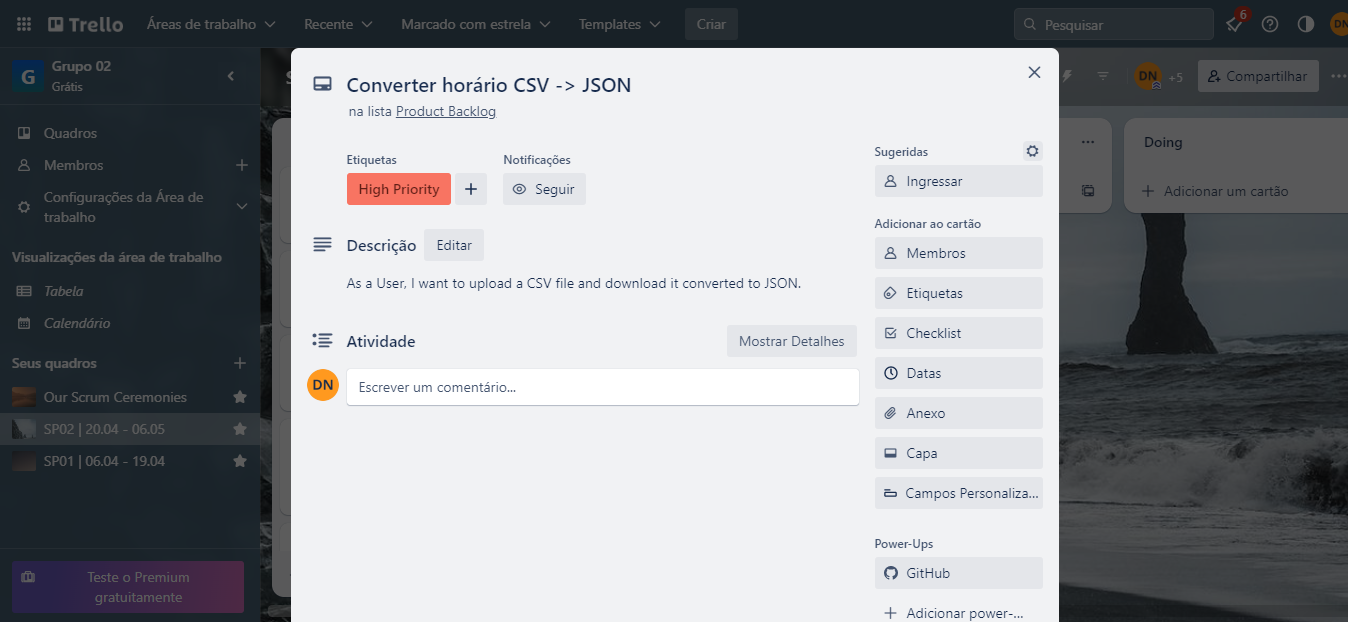 Trello
Áreas de trabalho
Recente
Marcado com estrela
Templates
Criar
Pesquisar
6
DN
G
Grupo 02
Grátis
Quadros
Membros
Configurações da Área de
trabalho
Visualizações da área de trabalho
Tabela
Calendário
Seus quadros
Our Scrum Ceremonies
SP02 | 20.04 - 06.05
SP01 | 06.04 - 19.04
Teste o Premium
gratuitamente
DN
+5
Compartilhar
Converter horário CSV -> JSON
na lista Product Backlog
Etiquetas
High Priority
Notificações
Seguir
Descrição
Editar
As a User, I want to upload a CSV file and download it converted to JSON.
Atividade
Mostrar Detalhes
DN
Escrever um comentário...
Sugeridas
Ingressar
Adicionar ao cartão
Membros
Etiquetas
Checklist
Datas
Anexo
Capa
Campos Personaliza...
Power-Ups
GitHub
Adicionar power-...
Doing
Adicionar um cartão